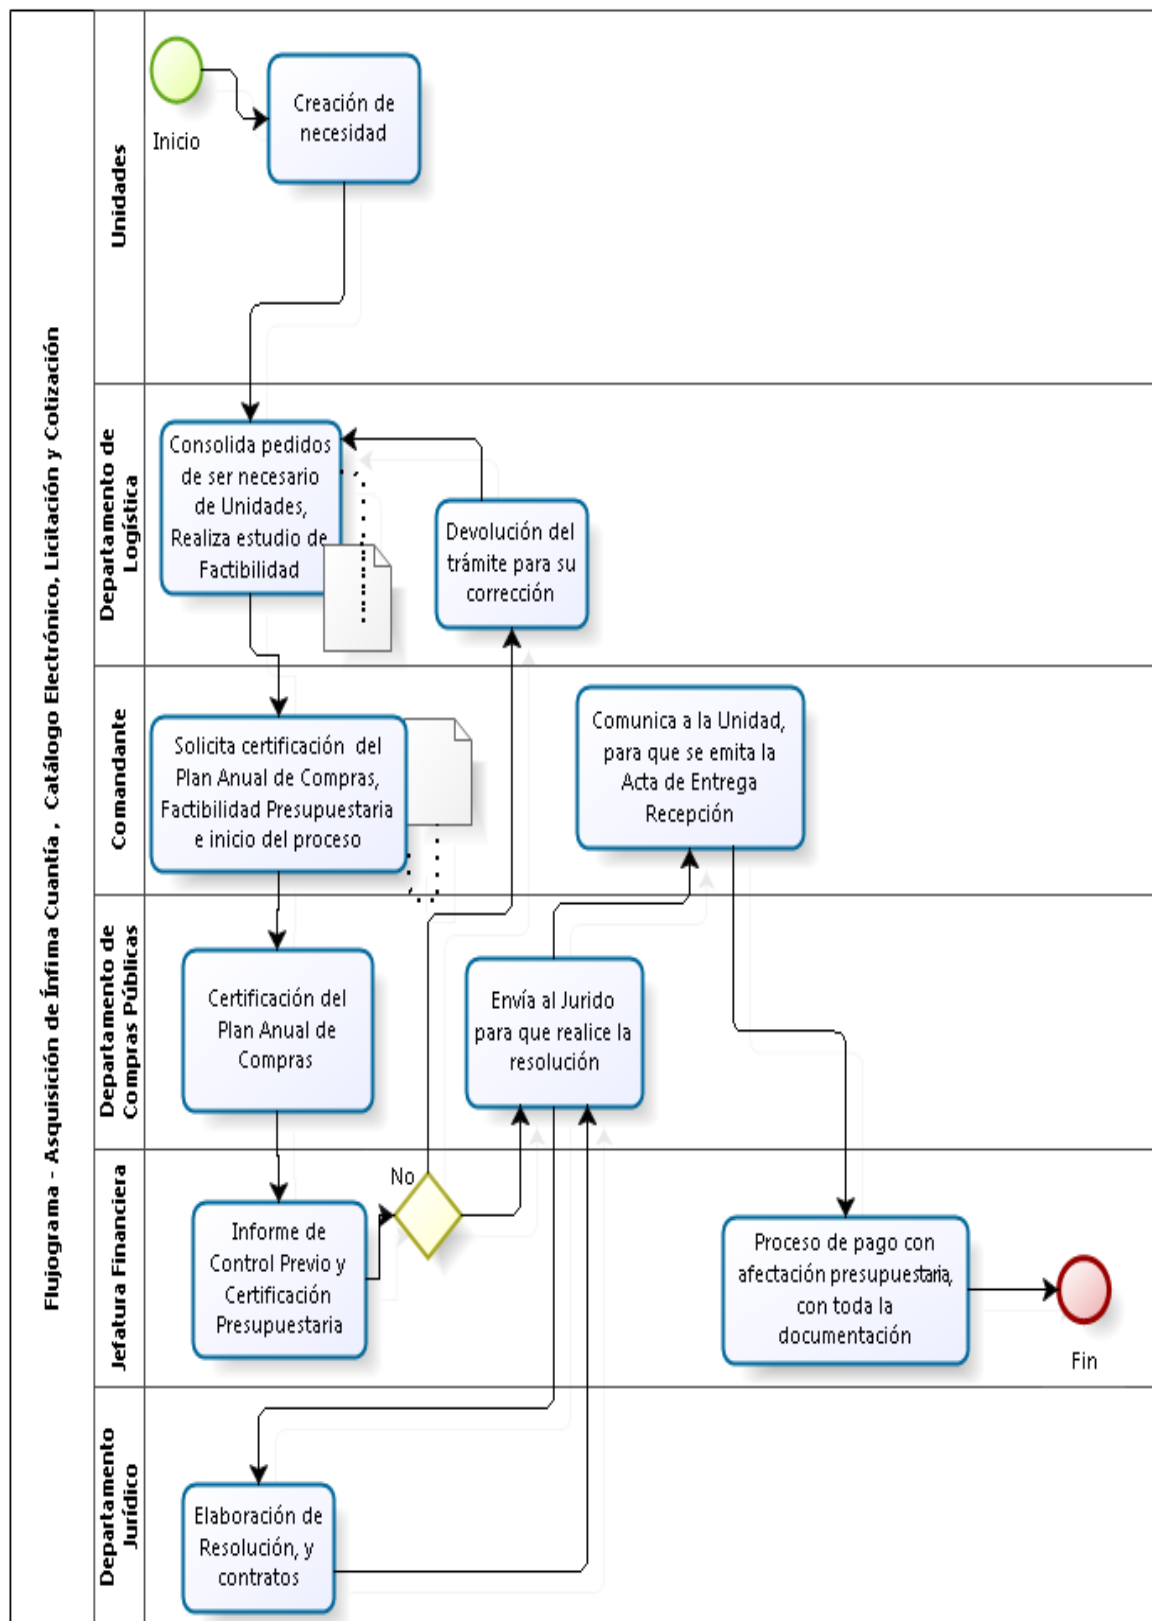 Flujograma - Asquisición de Ínfima Cuantía , Catálogo Electrónico, Licitación y Cotización
Unidades
Inicio
Creación de
necesidad
Departamento de
Logística
Consolida pedidos
de ser necesario
de Unidades,
Realiza estudio de
Factibilidad
Devolución del
trámite para su
corrección
Comandante
Solicita certificación del
Plan Anual de Compras,
Factibilidad Presupuestaria
e inicio del proceso
Comunica a la Unidad,
para que se emita la
Acta de Entrega
Recepción
Departamento de
Compras Públicas
Certificación del
Plan Anual de
Compras
Envía al Jurido
para que realice la
resolución
Jefatura Financiera
Informe de
Control Previo y
Certificación
Presupuestaria
No
Proceso de pago con
afectación presupuestaria,
con toda la
documentación
Fin
Departamento
Jurídico
Elaboración de
Resolución, y
contratos